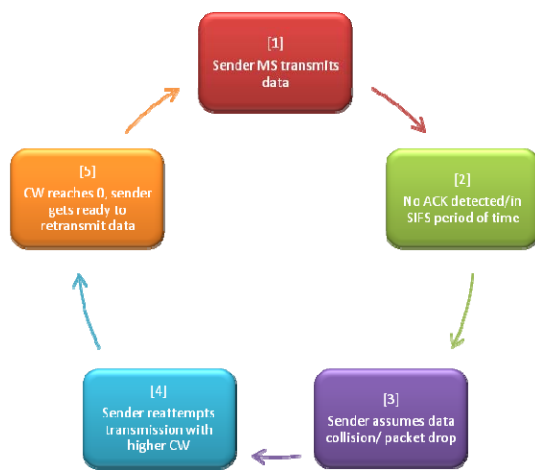 [1]
Sender MS transmits
data
[2]
No ACK detected/in
SIFS period of time
[3]
Sender assumes data
collision/ packet drop
[4]
Sender reattempts
transmission with
higher CW
[5]
CW reaches 0, sender
gets ready to
retransmit data